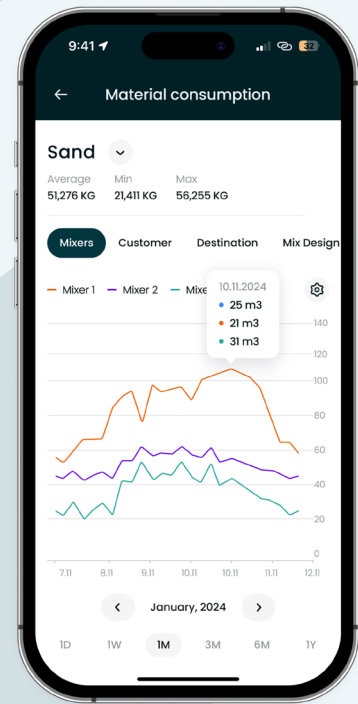 9:41
32
Material consumption
Sand
Average Min Max
51,276 KG 21,411 KG 56,255 KG
Mixers Customer Destination Mix Design
10.11.2024
25 m3
21 m3
31 m3
Mixer 1 Mixer 2
140
120
100
80
60
40
20
0
7.11 8.11 9.11 10.11 10.11 11.11 12.11
January, 2024
1D 1W 1M 3M 6M 1Y